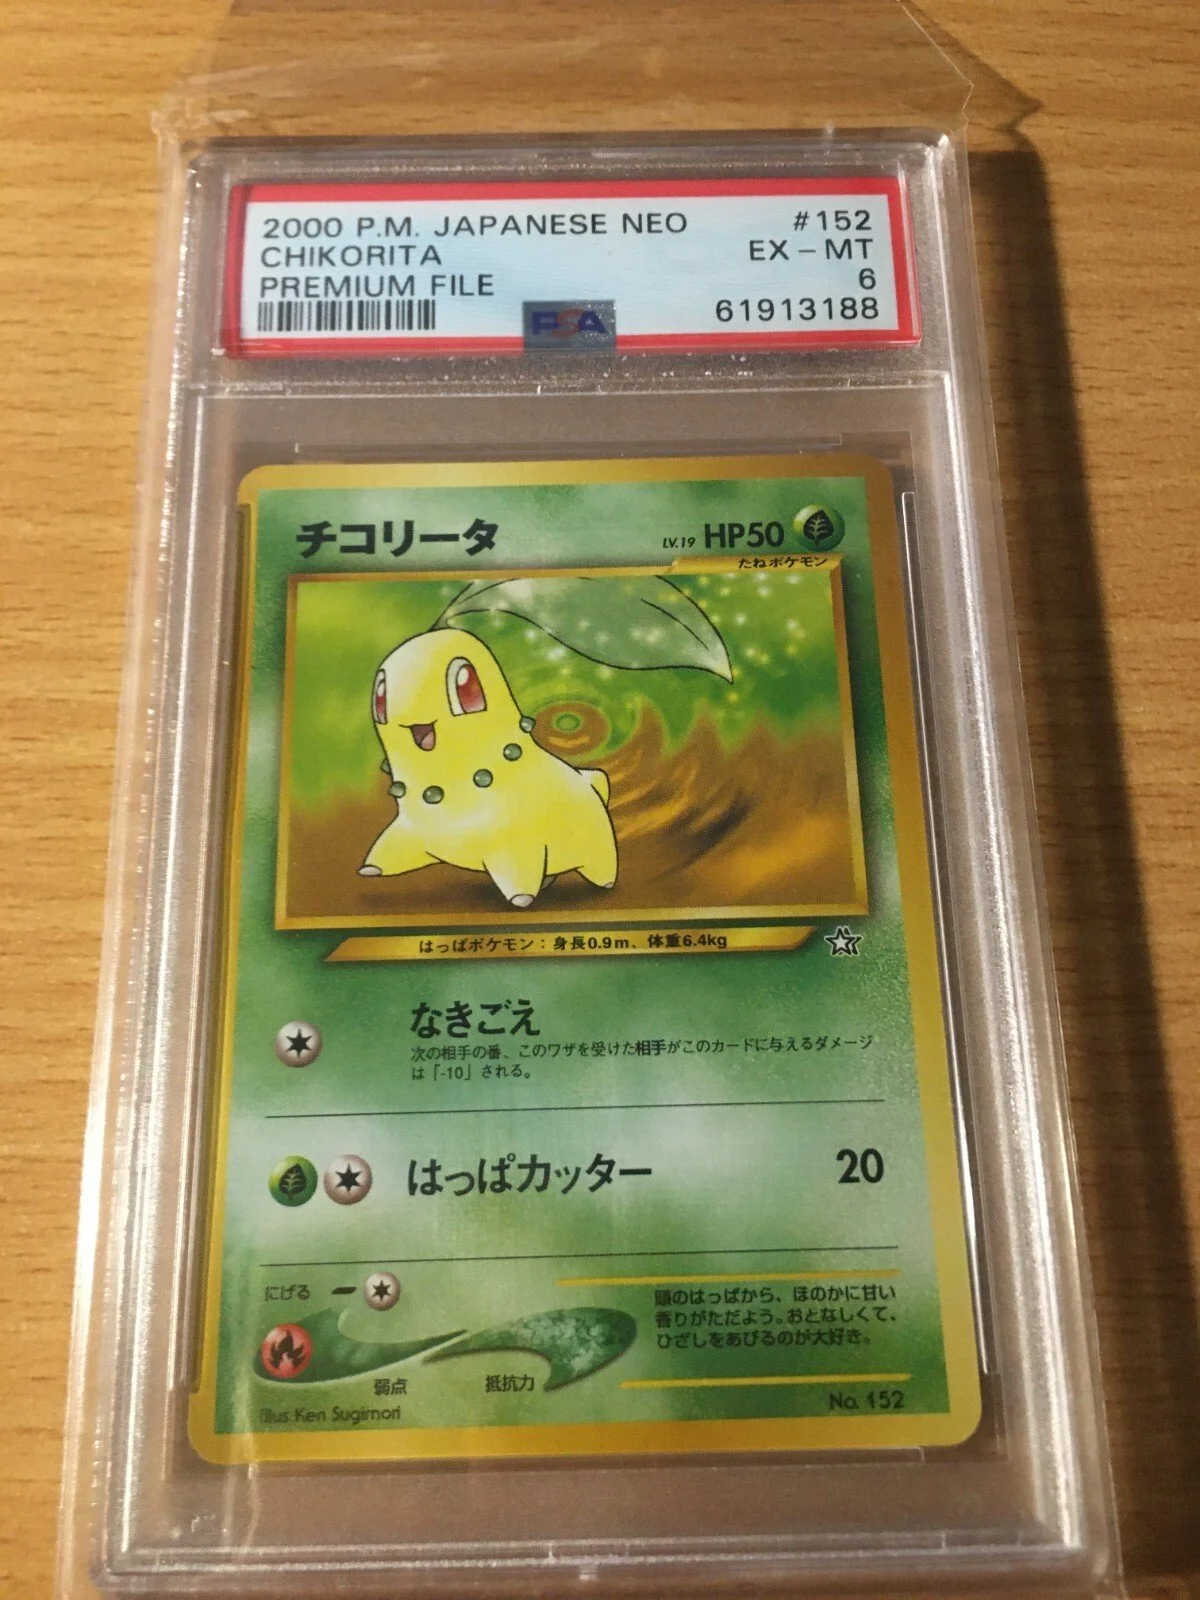 2000 P.M. JAPANESE NEO #152
CHIKORITA EX - MT
PREMIUM FILE 6
PSA 61913188
チコリータ LV.19 HP50
たねポケモン
はっぱポケモン：身長0.9m、体重6.4kg
なきごえ
次の相手の番、このワザを受けた相手がこのカードに与えるダメージ
は「-10」される。
はっぱカッター 20
にげる
弱点 抵抗力
頭のはっぱから、ほのかに甘い
香りがただよう。おとなしくて、
ひざしをあびるのが大好き。
Illus. Ken Sugimori No. 152